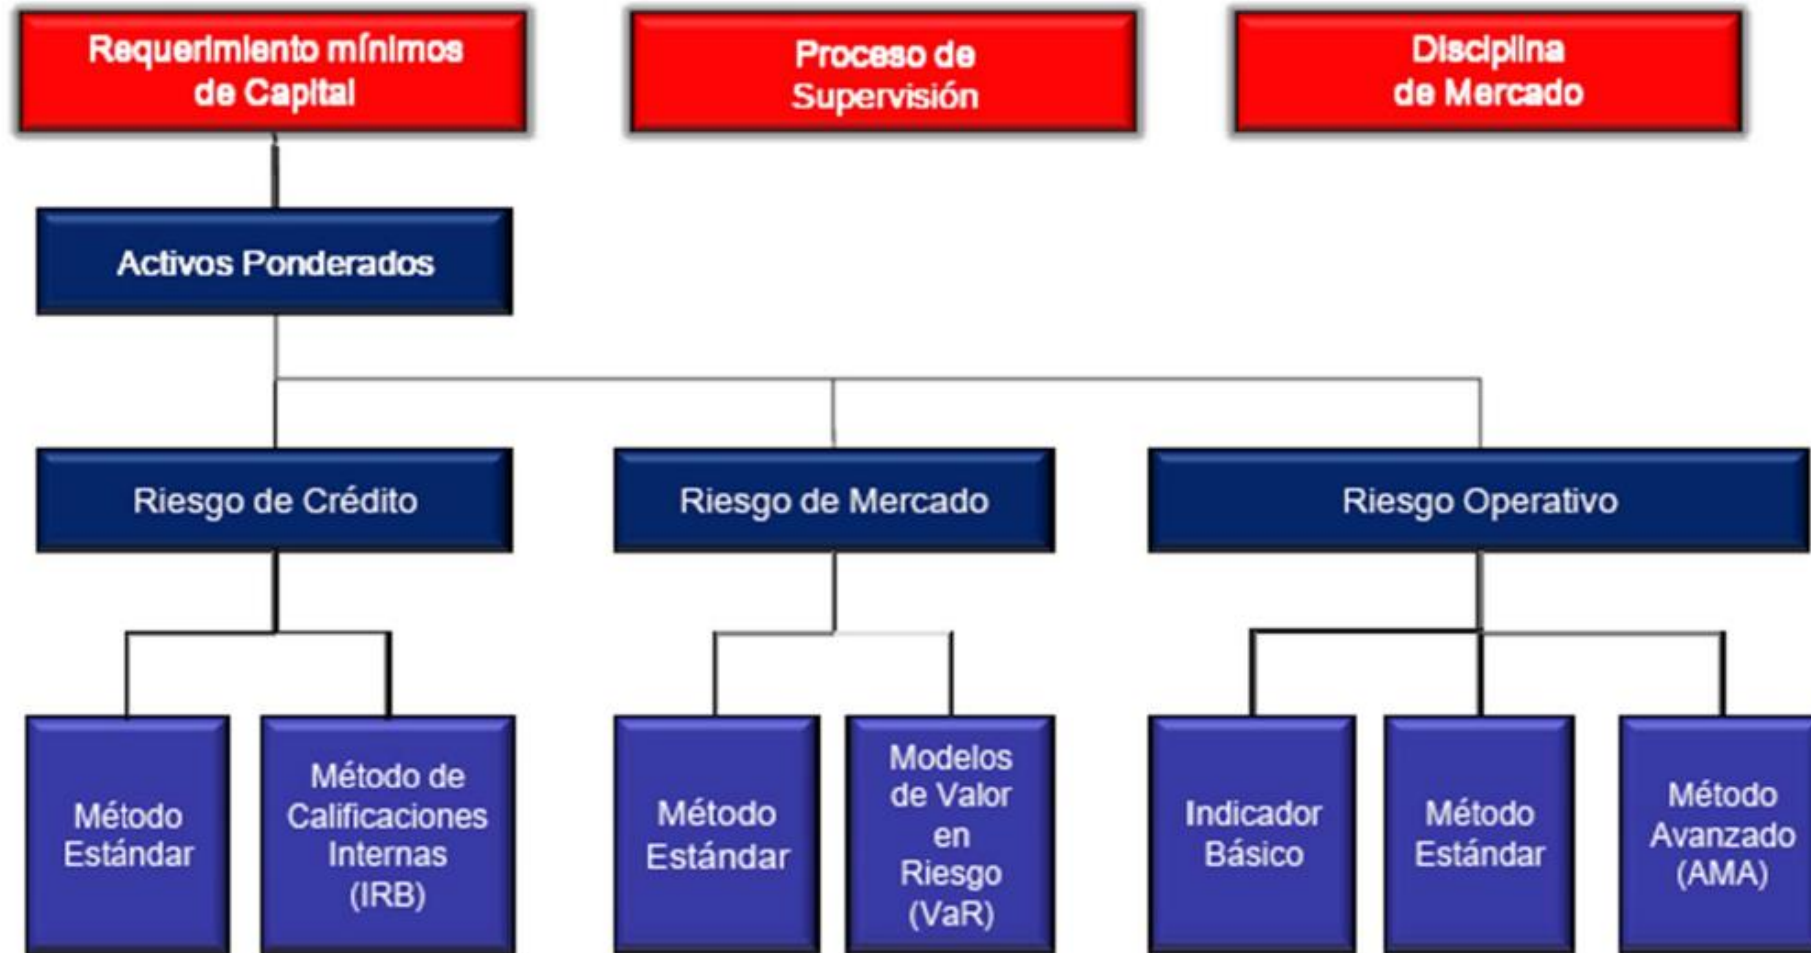 Requerimiento mínimos
de Capital
Proceso de
Supervisión
Disciplina
de Mercado
Activos Ponderados
Riesgo de Crédito
Riesgo de Mercado
Riesgo Operativo
Método
Estándar
Método de
Calificaciones
Internas
(IRB)
Método
Estándar
Modelos
de Valor
en
Riesgo
(VaR)
Indicador
Básico
Método
Estándar
Método
Avanzado
(AMA)